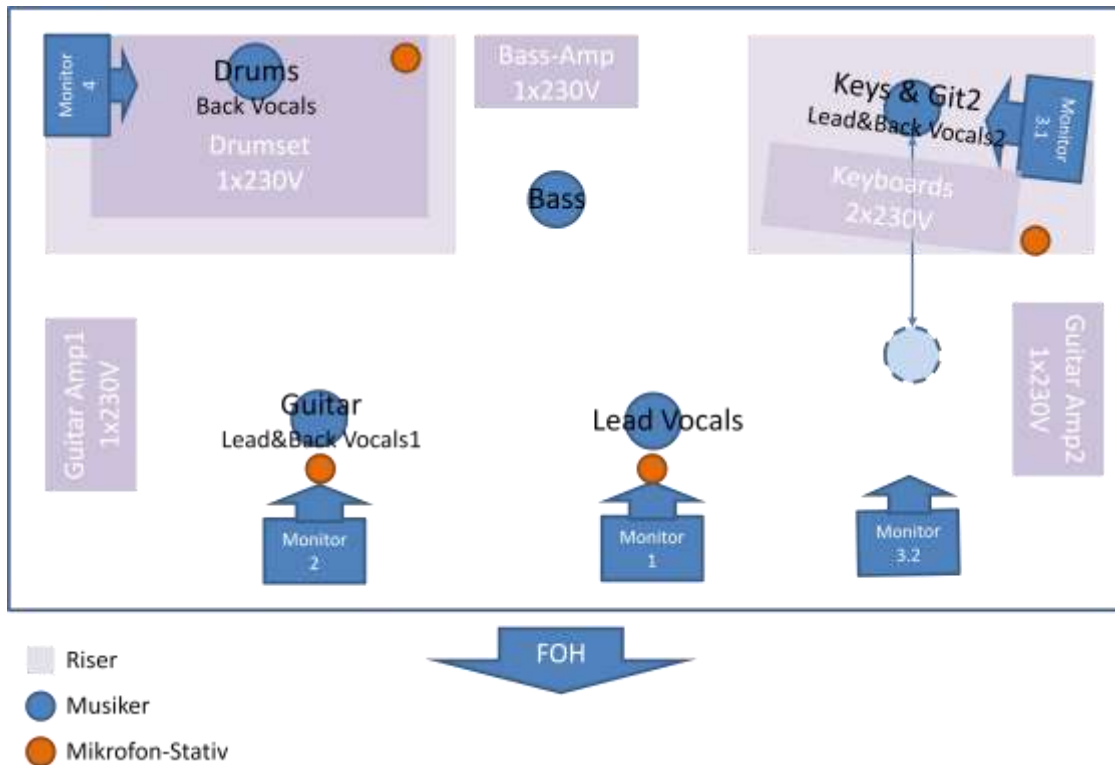 Monitor
4
Drums
Back Vocals
Drumset
1x230V
Bass-Amp
1x230V
Bass
Keys & Git2
Lead&Back Vocals2
Monitor
3.1
Keyboards
2x230V
Guitar Amp1
1x230V
Guitar
Lead&Back Vocals1
Lead Vocals
Guitar Amp2
1x230V
Monitor
2
Monitor
1
Monitor
3.2
FOH
Riser
Musiker
Mikrofon-Stativ